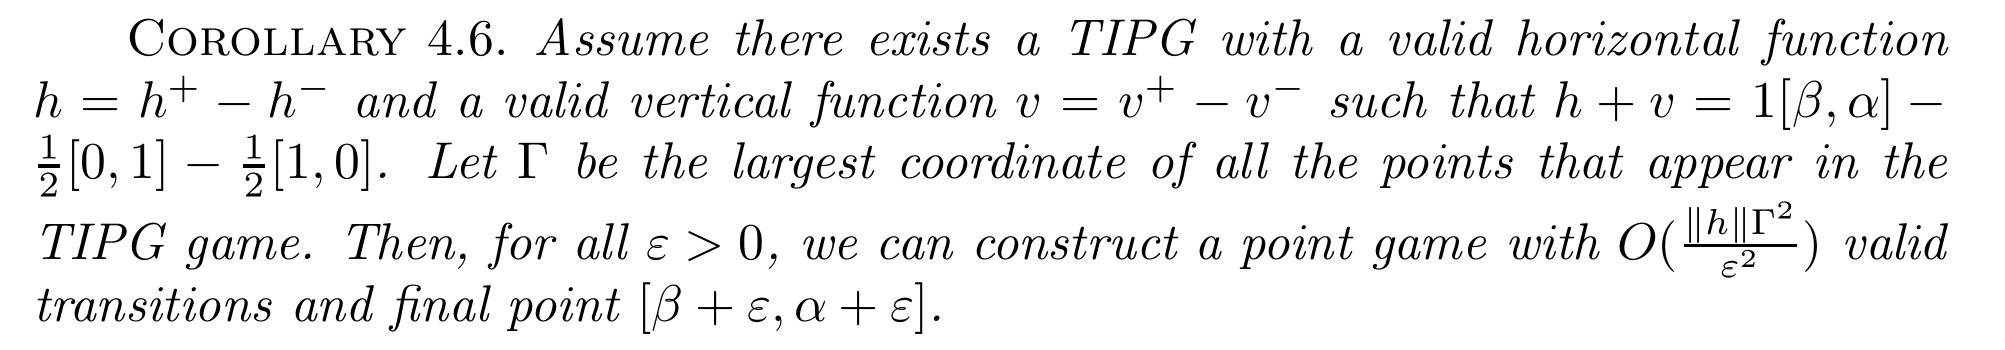 COROLLARY 4.6. Assume there exists a TIPG with a valid horizontal function
h = h⁺ − h⁻ and a valid vertical function v = v⁺ − v⁻ such that h + v = 1[β, α] −
½[0, 1] − ½[1, 0]. Let Γ be the largest coordinate of all the points that appear in the
TIPG game. Then, for all ε > 0, we can construct a point game with O(‖h‖Γ²/ε²) valid
transitions and final point [β + ε, α + ε].